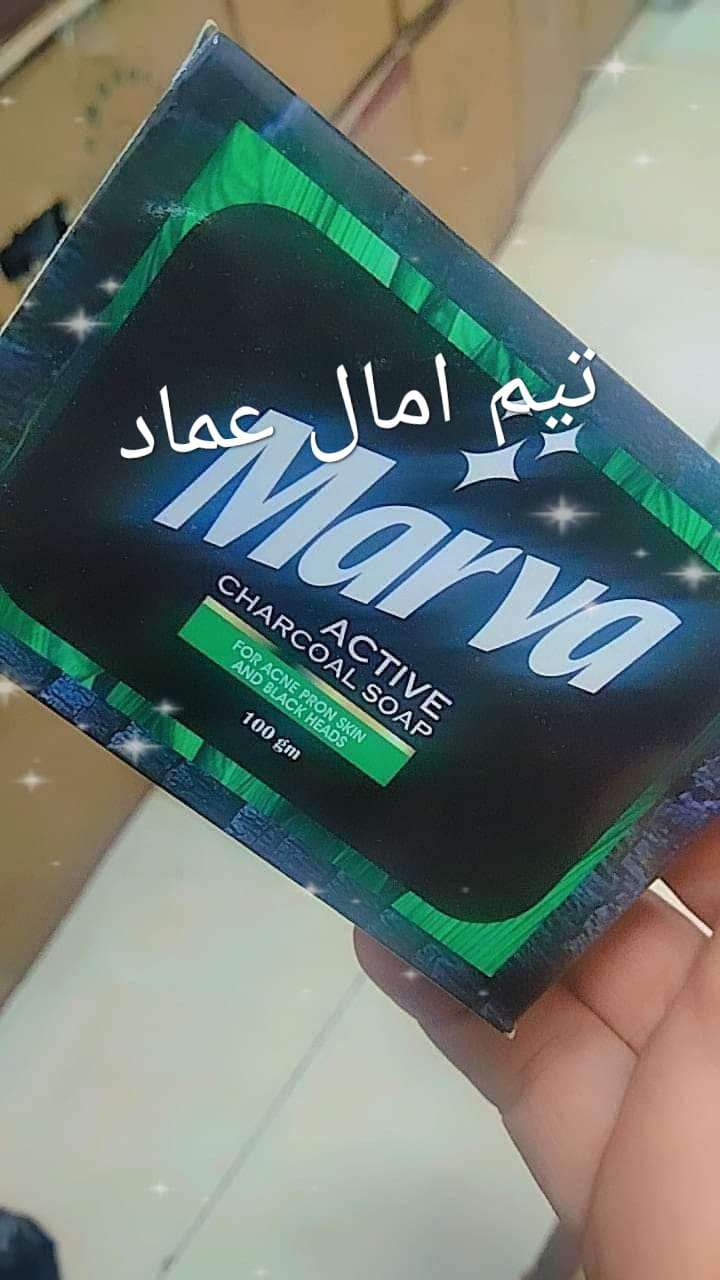 تيم امال عماد
Marva
ACTIVE
CHARCOAL SOAP
FOR ACNE PRON SKIN
AND BLACK HEADS
100 gm